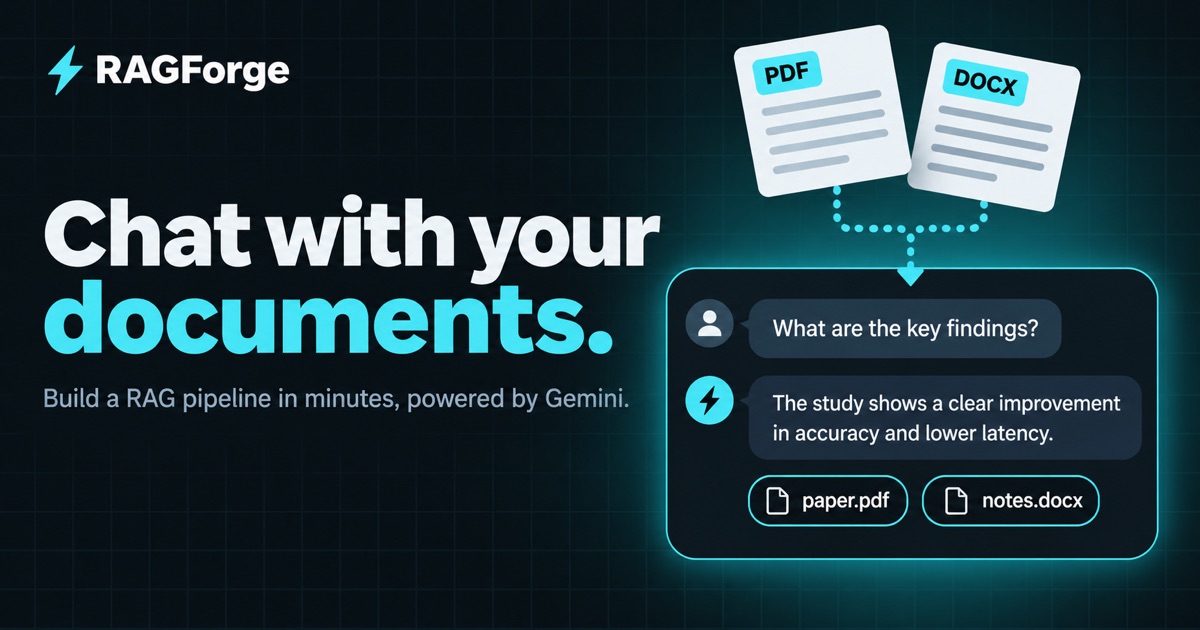 RAGForge
Chat with your
documents.
Build a RAG pipeline in minutes, powered by Gemini.
PDF
DOCX
What are the key findings?
The study shows a clear improvement
in accuracy and lower latency.
paper.pdf
notes.docx